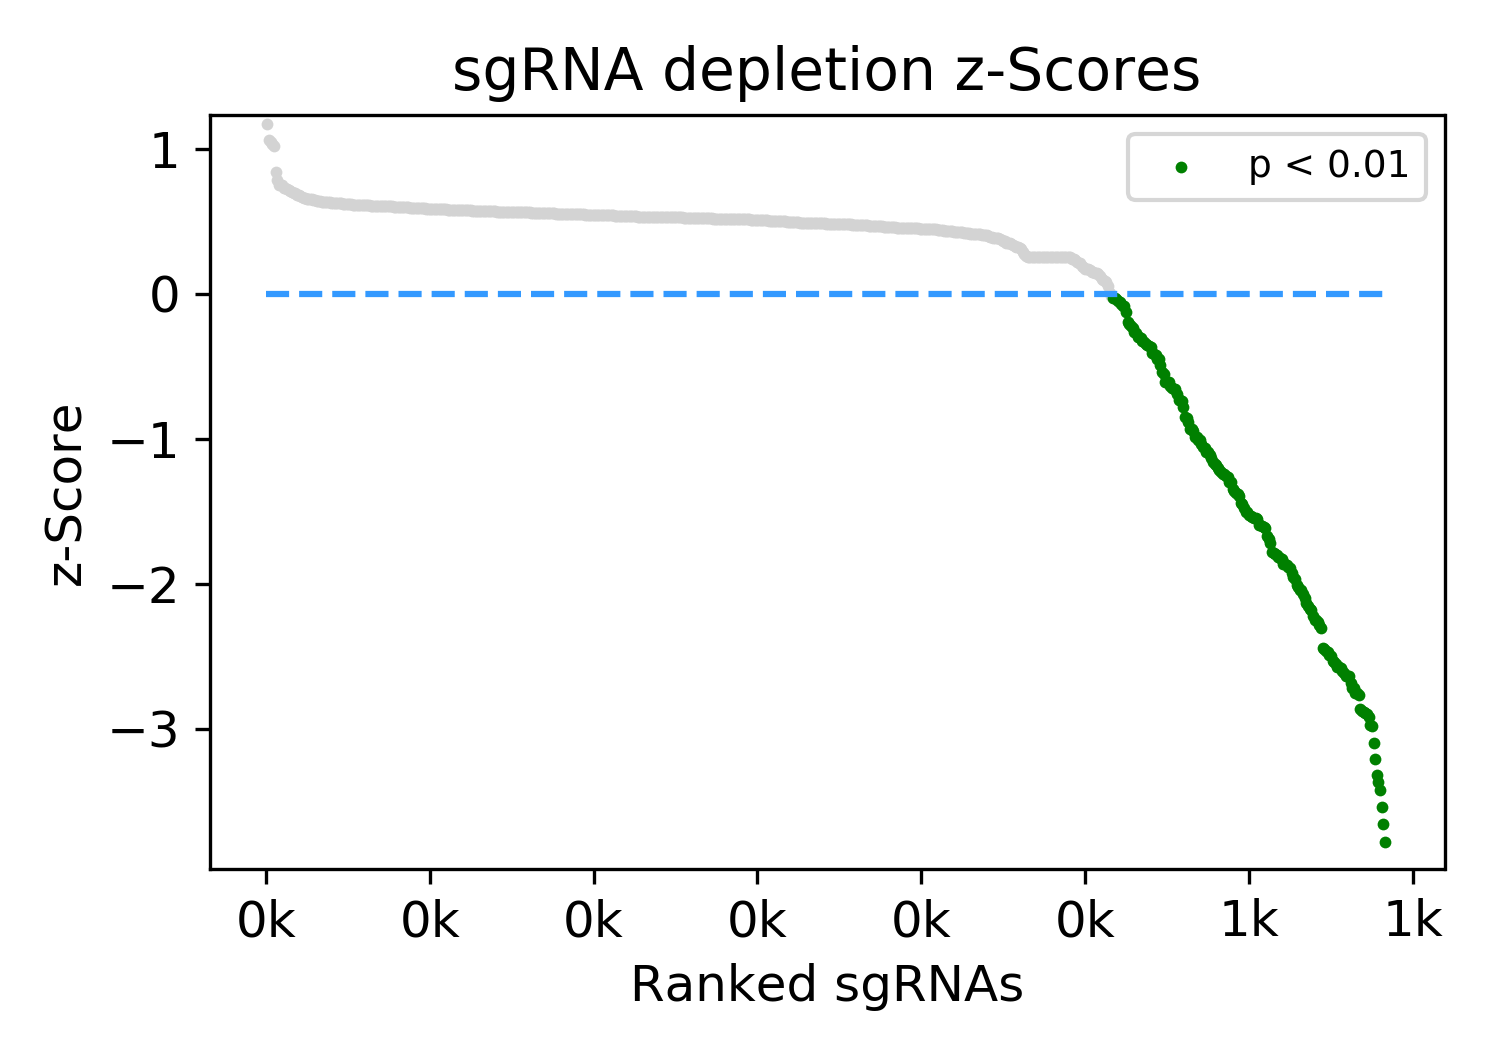 sgRNA depletion z-Scores
p < 0.01
1
0
−1
−2
−3
z-Score
0k 0k 0k 0k 0k 0k 1k 1k
Ranked sgRNAs